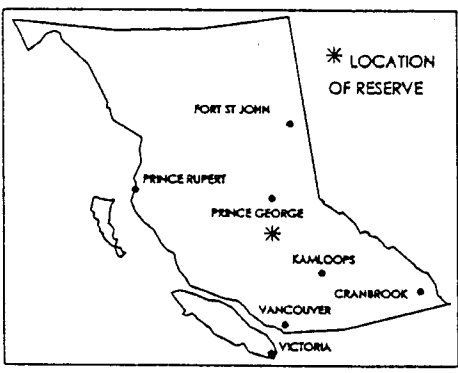 * LOCATION
OF RESERVE
FORT ST JOHN
PRINCE RUPERT
PRINCE GEORGE
KAMLOOPS
CRANBROOK
VANCOUVER
VICTORIA